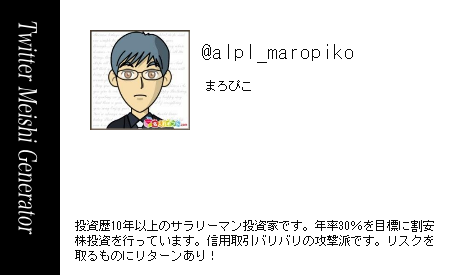 Twitter Meishi Generator
@alpl_maropiko
まろぴこ
投資歴10年以上のサラリーマン投資家です。年率30％を目標に割安
株投資を行っています。信用取引バリバリの攻撃派です。リスクを
取るものにリターンあり！